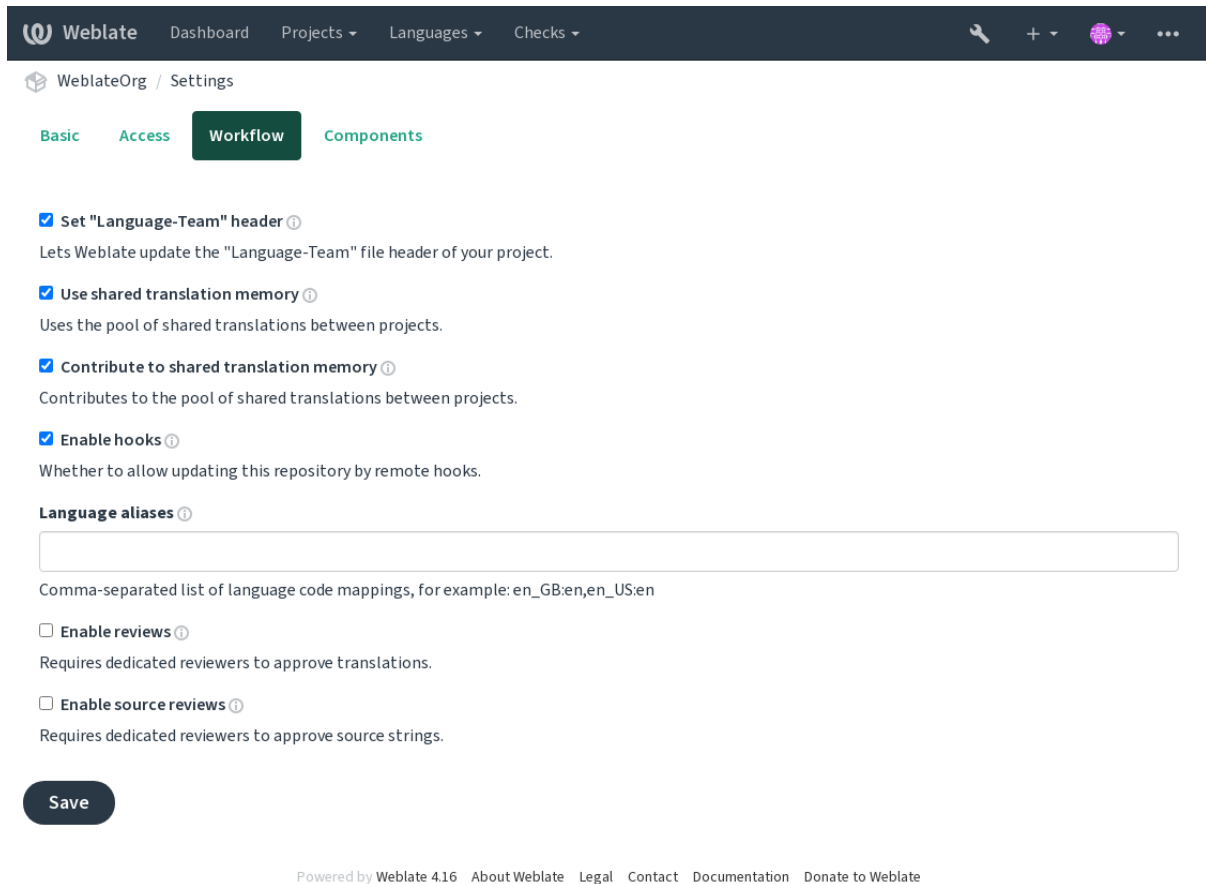 Weblate Dashboard Projects Languages Checks
WeblateOrg / Settings
Basic Access Workflow Components
Set "Language-Team" header
Lets Weblate update the "Language-Team" file header of your project.
Use shared translation memory
Uses the pool of shared translations between projects.
Contribute to shared translation memory
Contributes to the pool of shared translations between projects.
Enable hooks
Whether to allow updating this repository by remote hooks.
Language aliases
Comma-separated list of language code mappings, for example: en_GB:en,en_US:en
Enable reviews
Requires dedicated reviewers to approve translations.
Enable source reviews
Requires dedicated reviewers to approve source strings.
Save
Powered by Weblate 4.16 About Weblate Legal Contact Documentation Donate to Weblate